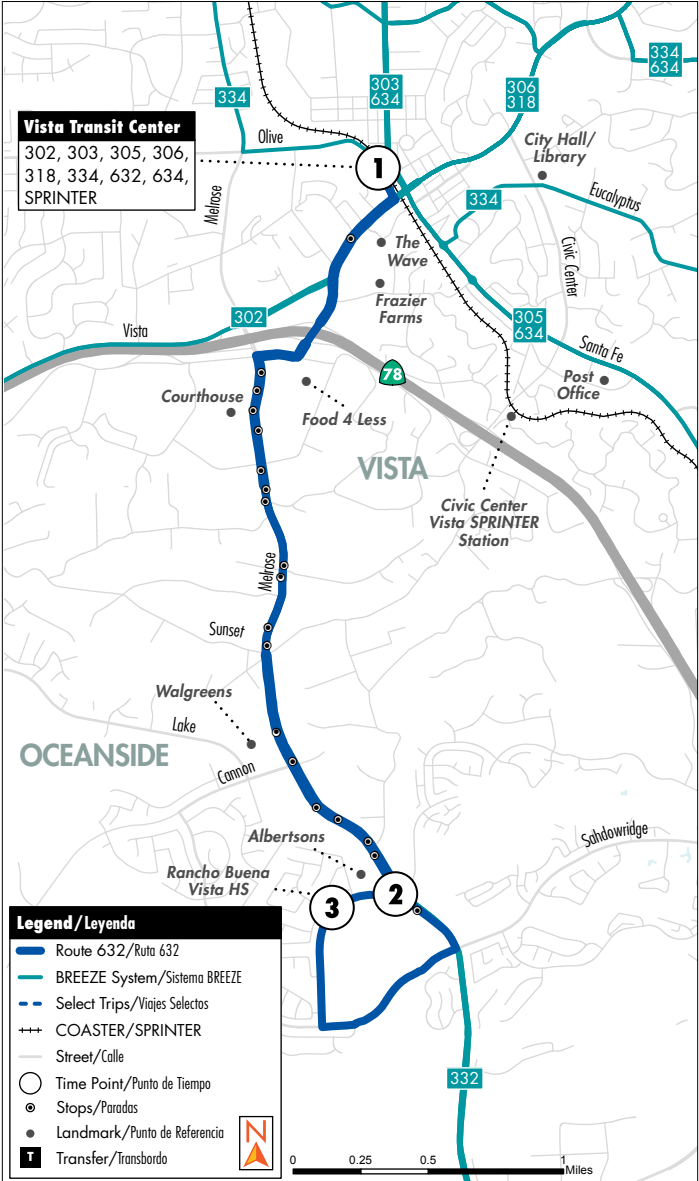 334
303
634
306
318
334
634
Vista Transit Center
302, 303, 305, 306,
318, 334, 632, 634,
SPRINTER
Olive
1
City Hall/
Library
Melrose
334
Eucalyptus
The
Wave
Civic Center
Frazier
Farms
302
Vista
305
634
Santa Fe
78
Post
Office
Courthouse
Food 4 Less
VISTA
Civic Center
Vista SPRINTER
Station
Melrose
Sunset
Walgreens
Lake
OCEANSIDE
Cannon
Albertsons
Sahdowridge
Rancho Buena
Vista HS
2
3
Legend/Leyenda
Route 632/Ruta 632
BREEZE System/Sistema BREEZE
Select Trips/Viajes Selectos
COASTER/SPRINTER
Street/Calle
Time Point/Punto de Tiempo
Stops/Paradas
Landmark/Punto de Referencia
T Transfer/Transbordo
N
332
0 0.25 0.5 1
Miles